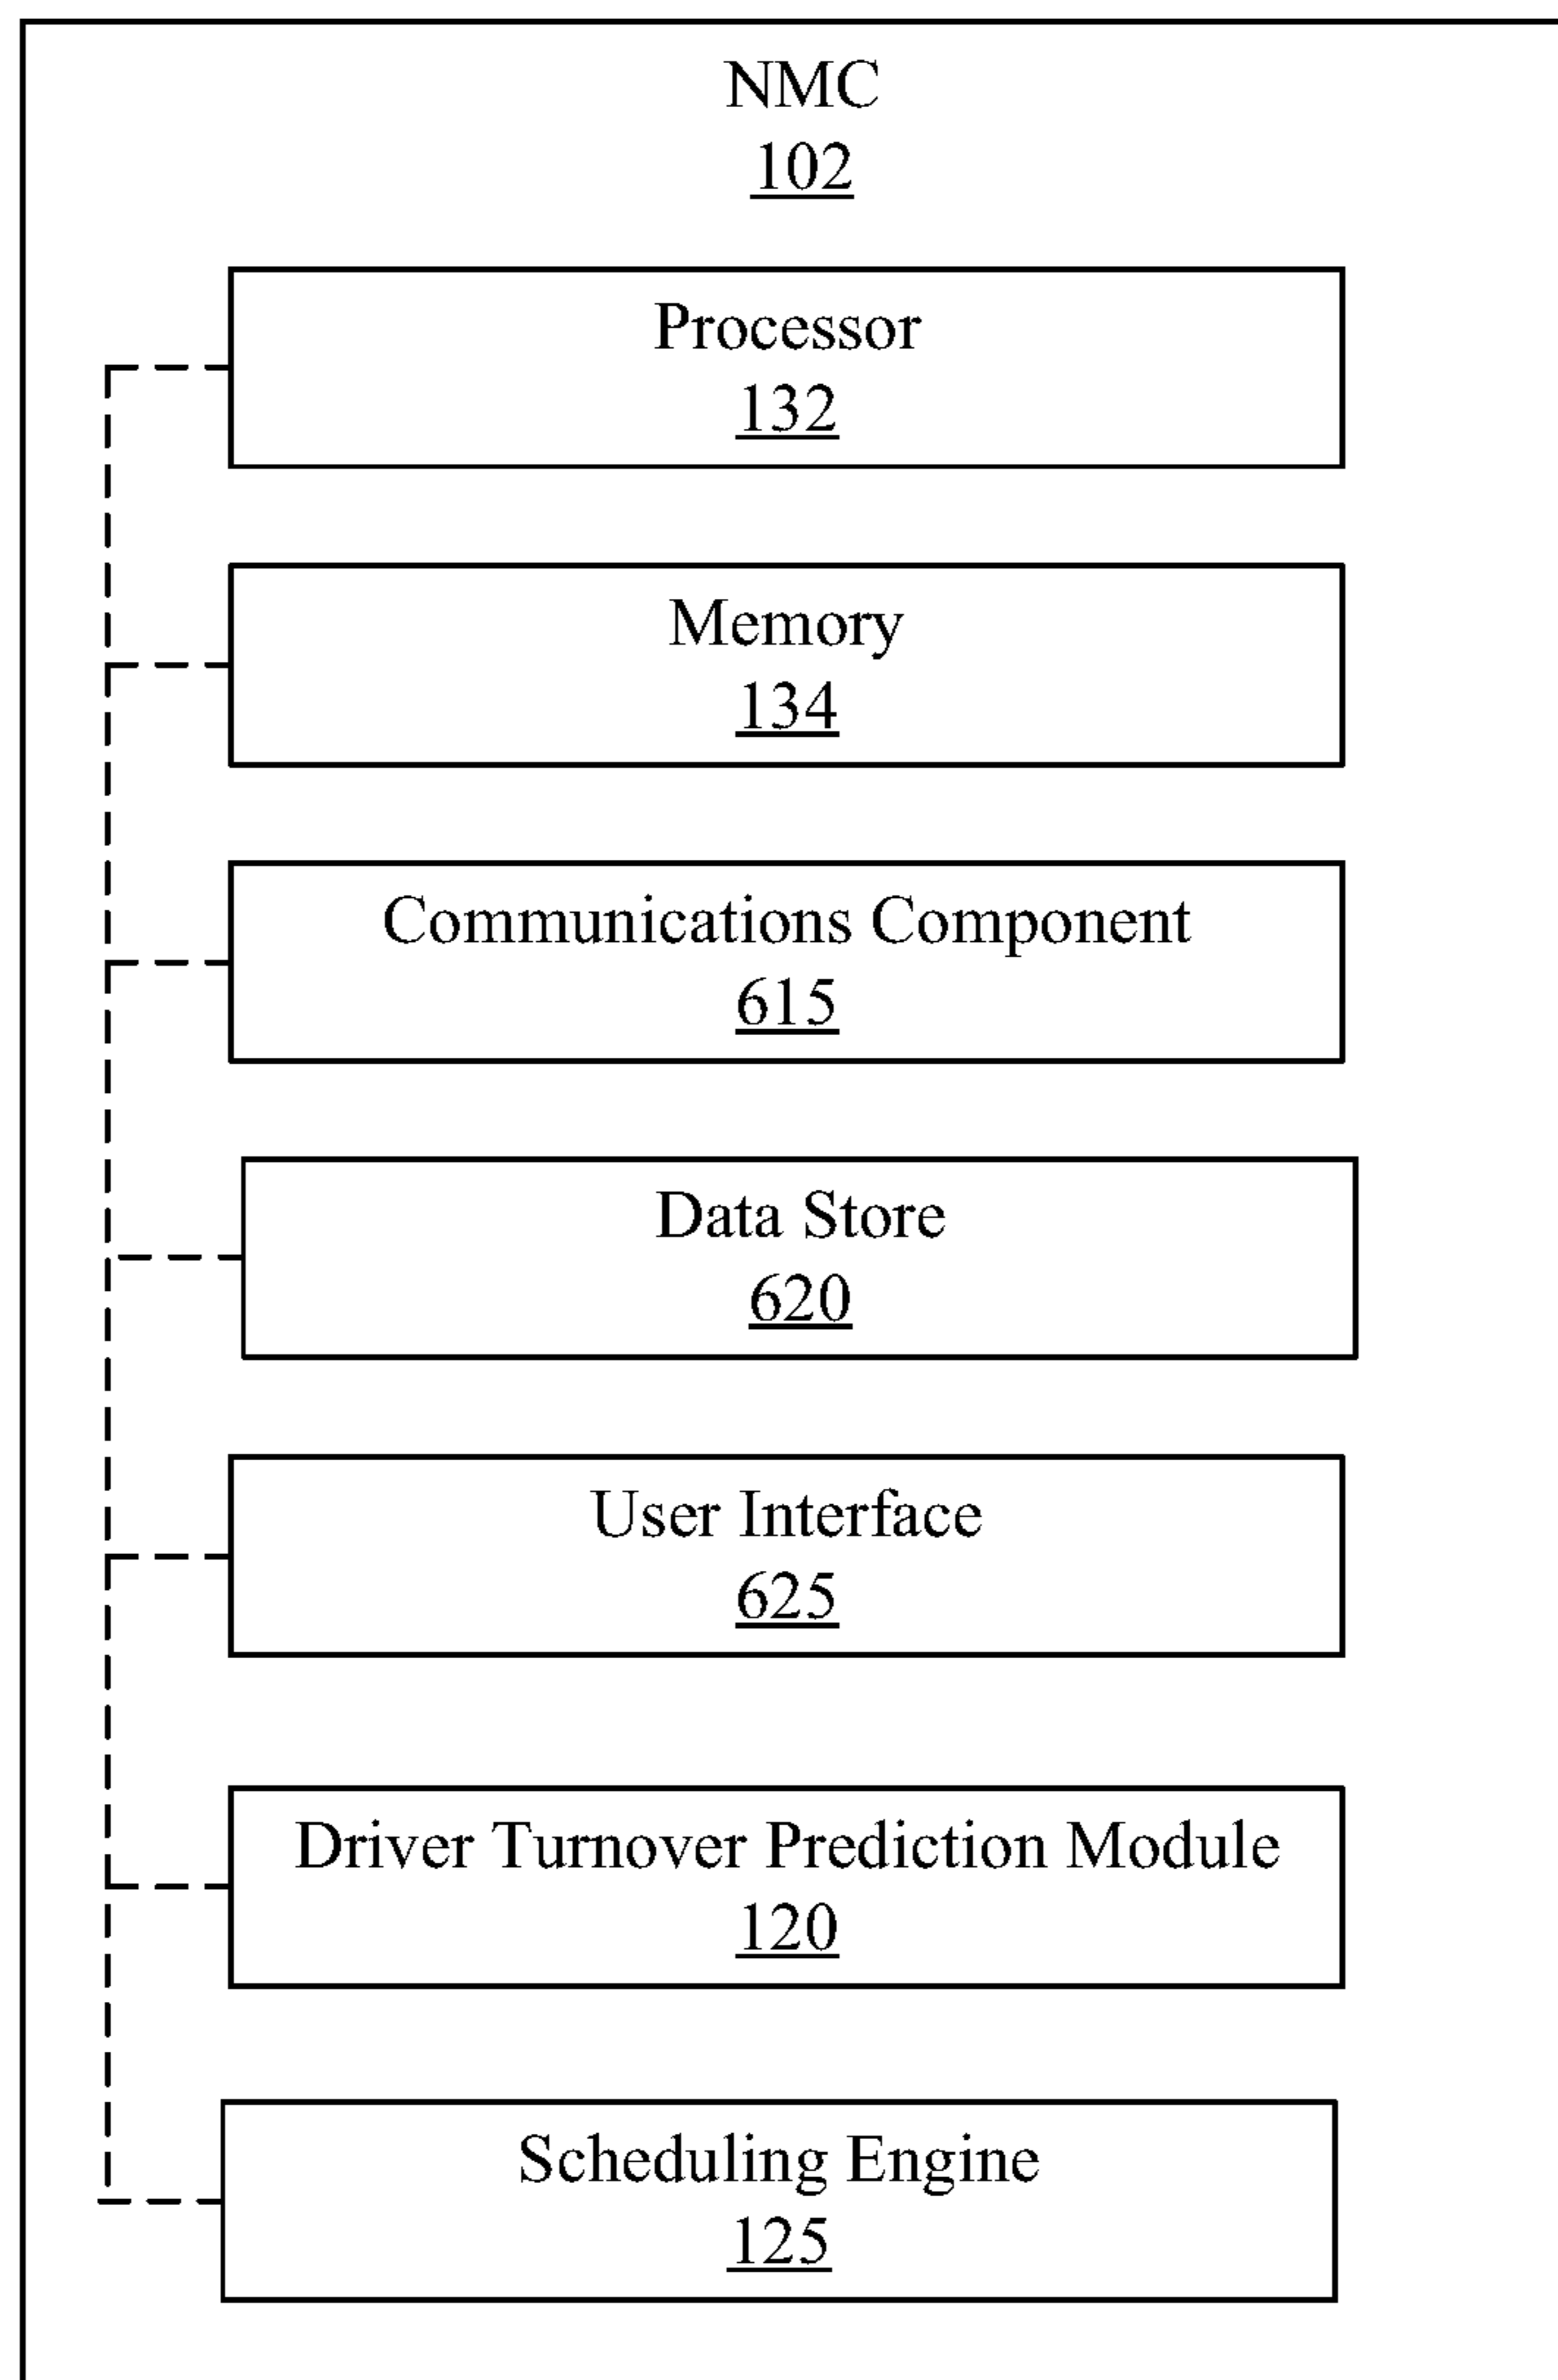 NMC
102
Processor
132
Memory
134
Communications Component
615
Data Store
620
User Interface
625
Driver Turnover Prediction Module
120
Scheduling Engine
125